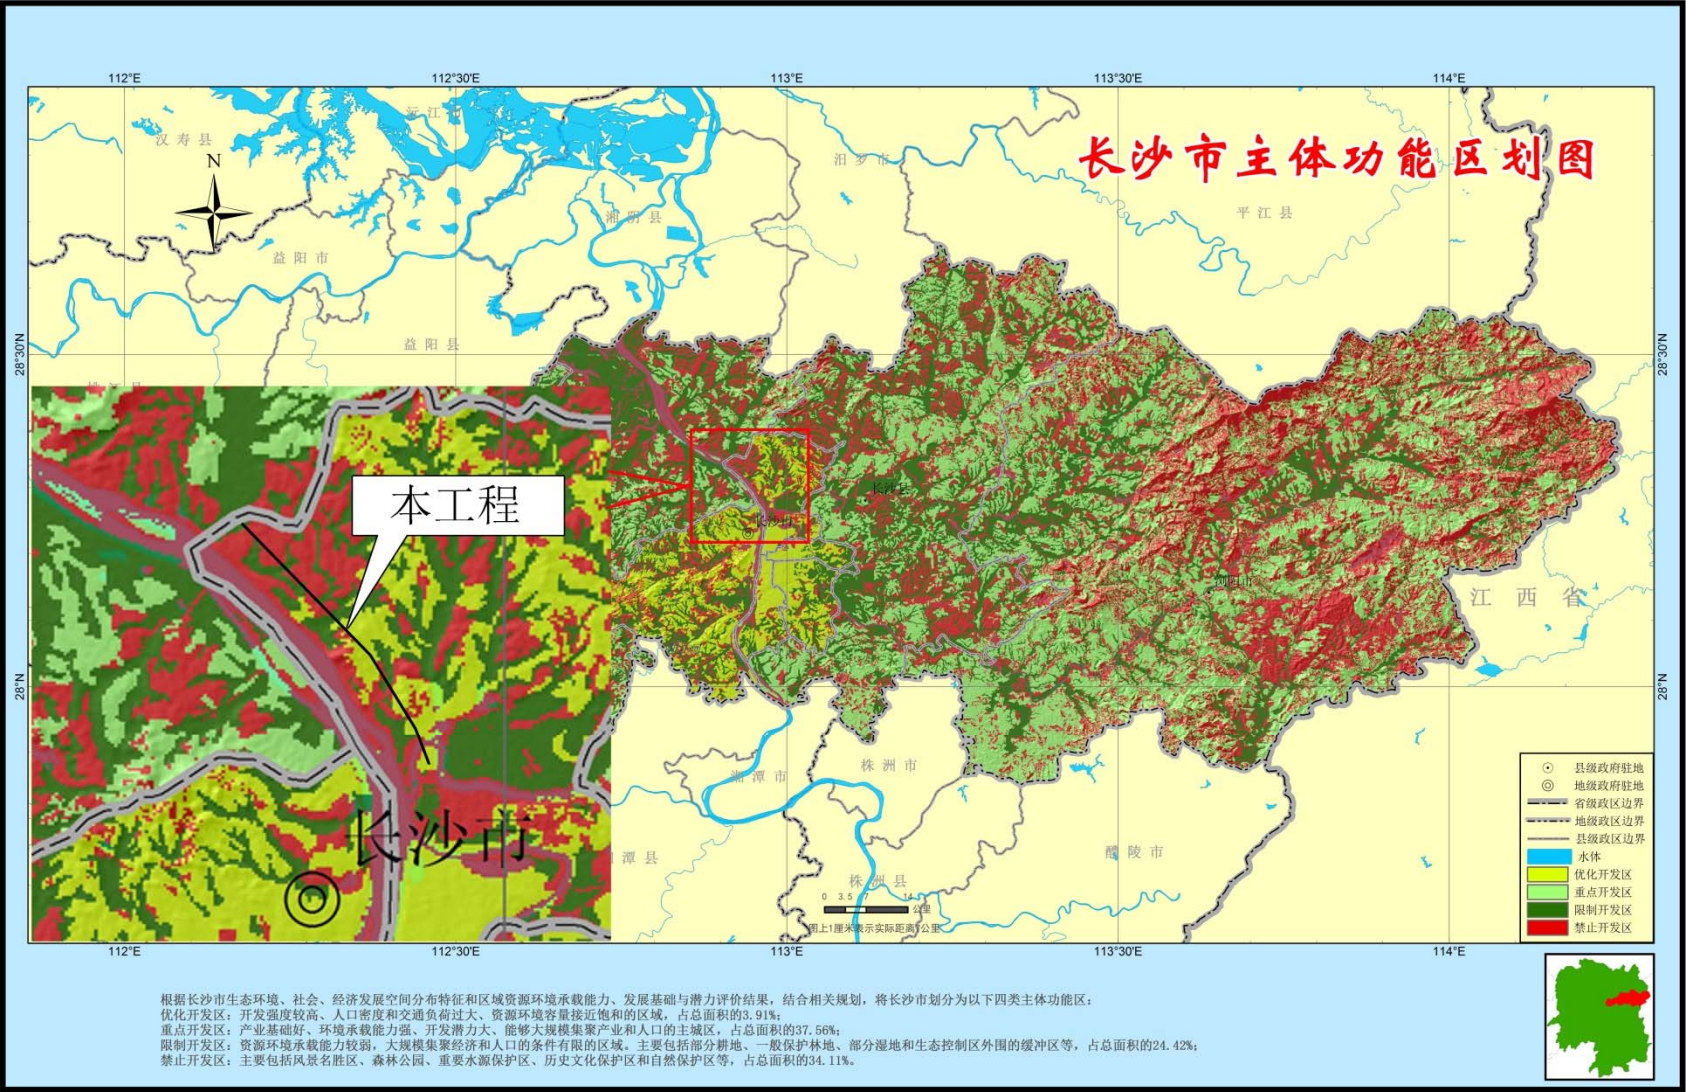 112°E 112°30′E 113°E 113°30′E 114°E
沅江市
汉寿县
N
汨罗市
长沙市主体功能区划图
湘阴县
平江县
益阳市
益阳县
28°30′N
28°30′N
本工程
长沙县
长沙市
浏阳市
江西省
28°N
28°N
湘潭市
株洲市
长沙市
潭县
醴陵市
株洲县
0 3.5 7 14
公里
图上1厘米表示实际距离7公里
县级政府驻地
地级政府驻地
省级政区边界
地级政区边界
县级政区边界
水体
优化开发区
重点开发区
限制开发区
禁止开发区
112°E 112°30′E 113°E 113°30′E 114°E
根据长沙市生态环境、社会、经济发展空间分布特征和区域资源环境承载能力、发展基础与潜力评价结果，结合相关规划，将长沙市划分为以下四类主体功能区：
优化开发区：开发强度较高、人口密度和交通负荷过大、资源环境容量接近饱和的区域，占总面积的3.91%；
重点开发区：产业基础好、环境承载能力强、开发潜力大、能够大规模集聚产业和人口的主城区，占总面积的37.56%；
限制开发区：资源环境承载能力较弱，大规模集聚经济和人口的条件有限的区域。主要包括部分耕地、一般保护林地、部分湿地和生态控制区外围的缓冲区等，占总面积的24.42%；
禁止开发区：主要包括风景名胜区、森林公园、重要水源保护区、历史文化保护区和自然保护区等，占总面积的34.11%。